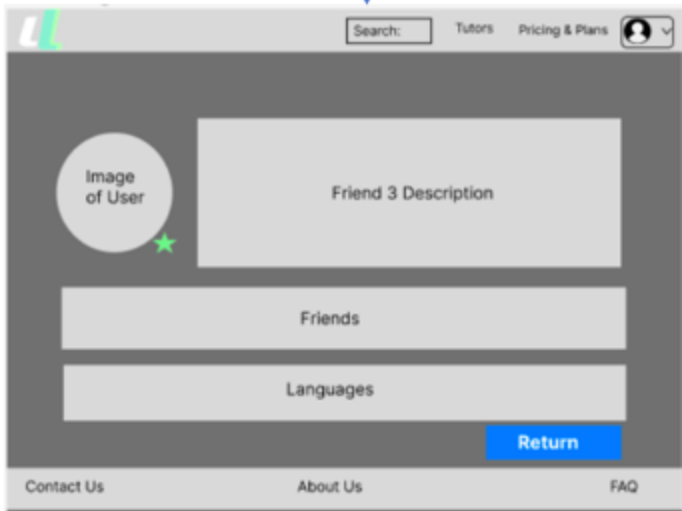 Search:
Tutors
Pricing & Plans
Image
of User
Friend 3 Description
Friends
Languages
Return
Contact Us
About Us
FAQ